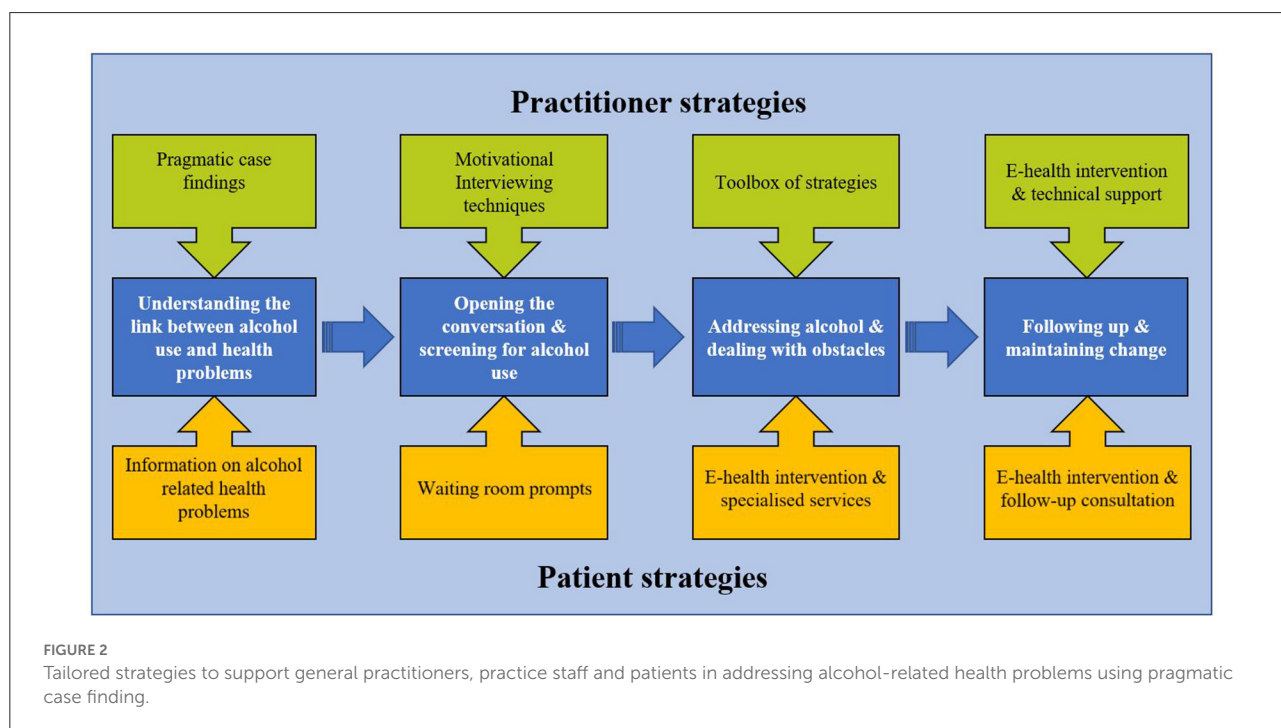 Practitioner strategies
Pragmatic case
findings
Motivational
Interviewing
techniques
Toolbox of strategies
E-health intervention
& technical support
Understanding the
link between alcohol
use and health
problems
Opening the
conversation &
screening for alcohol
use
Addressing alcohol &
dealing with obstacles
Following up &
maintaining change
Information on alcohol
related health
problems
Waiting room prompts
E-health intervention &
specialised services
E-health intervention &
follow-up consultation
Patient strategies
FIGURE 2
Tailored strategies to support general practitioners, practice staff and patients in addressing alcohol-related health problems using pragmatic
case finding.